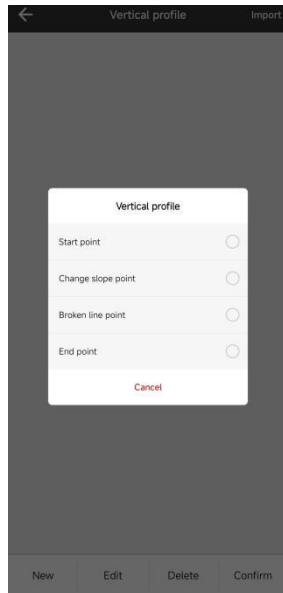 Vertical profile Import
Vertical profile
Start point
Change slope point
Broken line point
End point
Cancel
New Edit Delete Confirm